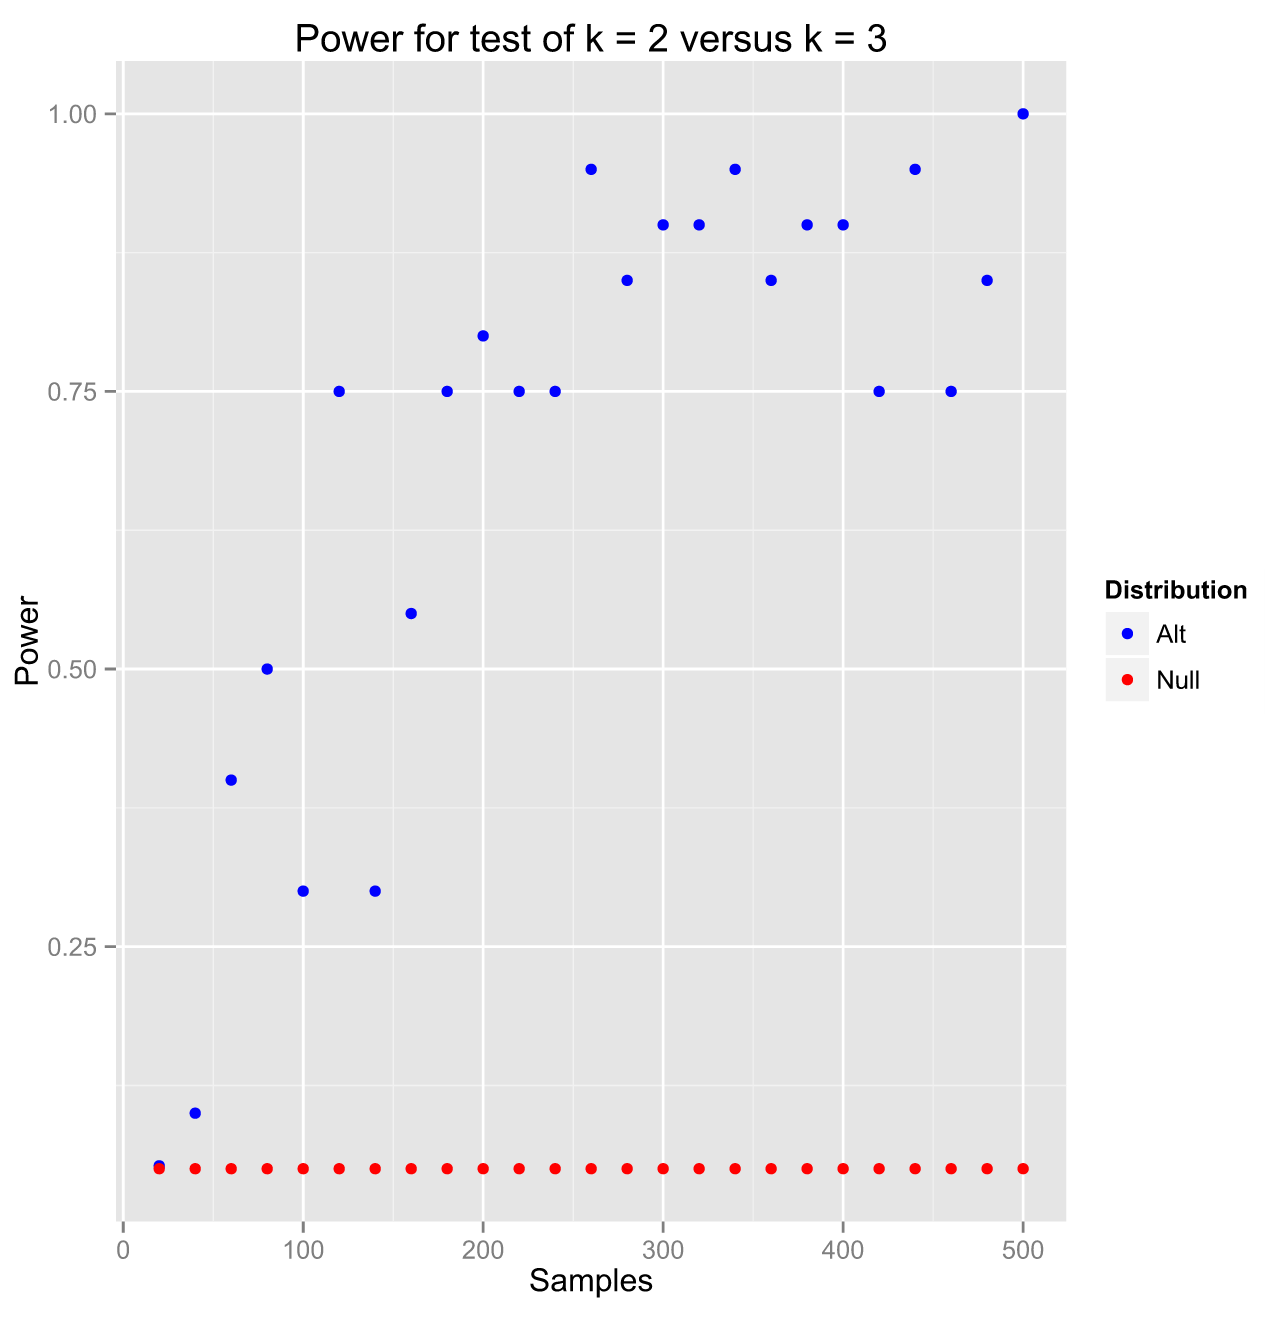 Power for test of k = 2 versus k = 3
1.00
0.75
0.50
0.25
Power
0 100 200 300 400 500
Samples
Distribution
Alt
Null